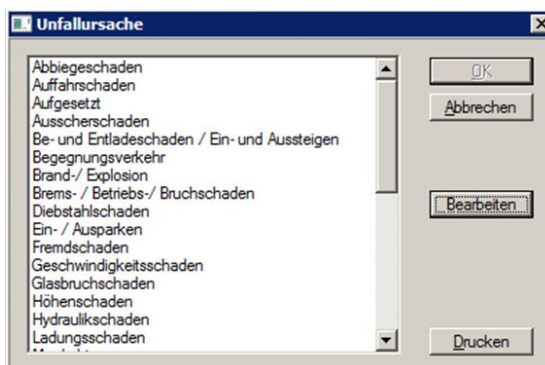 Unfallursache
Abbiegeschaden
Auffahrschaden
Aufgesetzt
Ausscherschaden
Be- und Entladeschaden / Ein- und Aussteigen
Begegnungsverkehr
Brand-/ Explosion
Brems- / Betriebs-/ Bruchschaden
Diebstahlschaden
Ein- / Ausparken
Fremdschaden
Geschwindigkeitsschaden
Glasbruchschaden
Höhenschaden
Hydraulikschaden
Ladungsschaden
OK
Abbrechen
Bearbeiten
Drucken